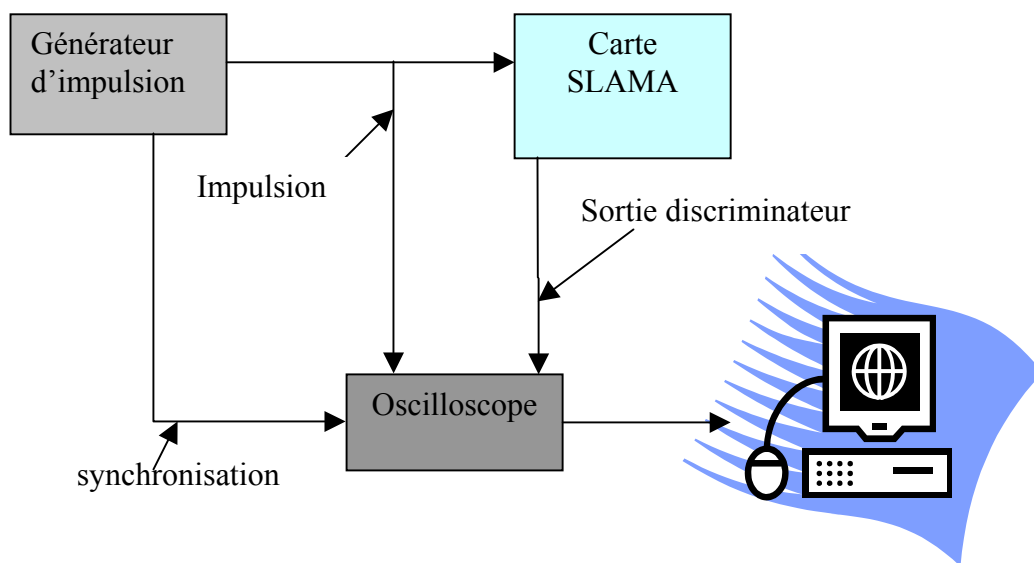 Générateur
d’impulsion
Carte
SLAMA
Impulsion
Sortie discriminateur
Oscilloscope
synchronisation